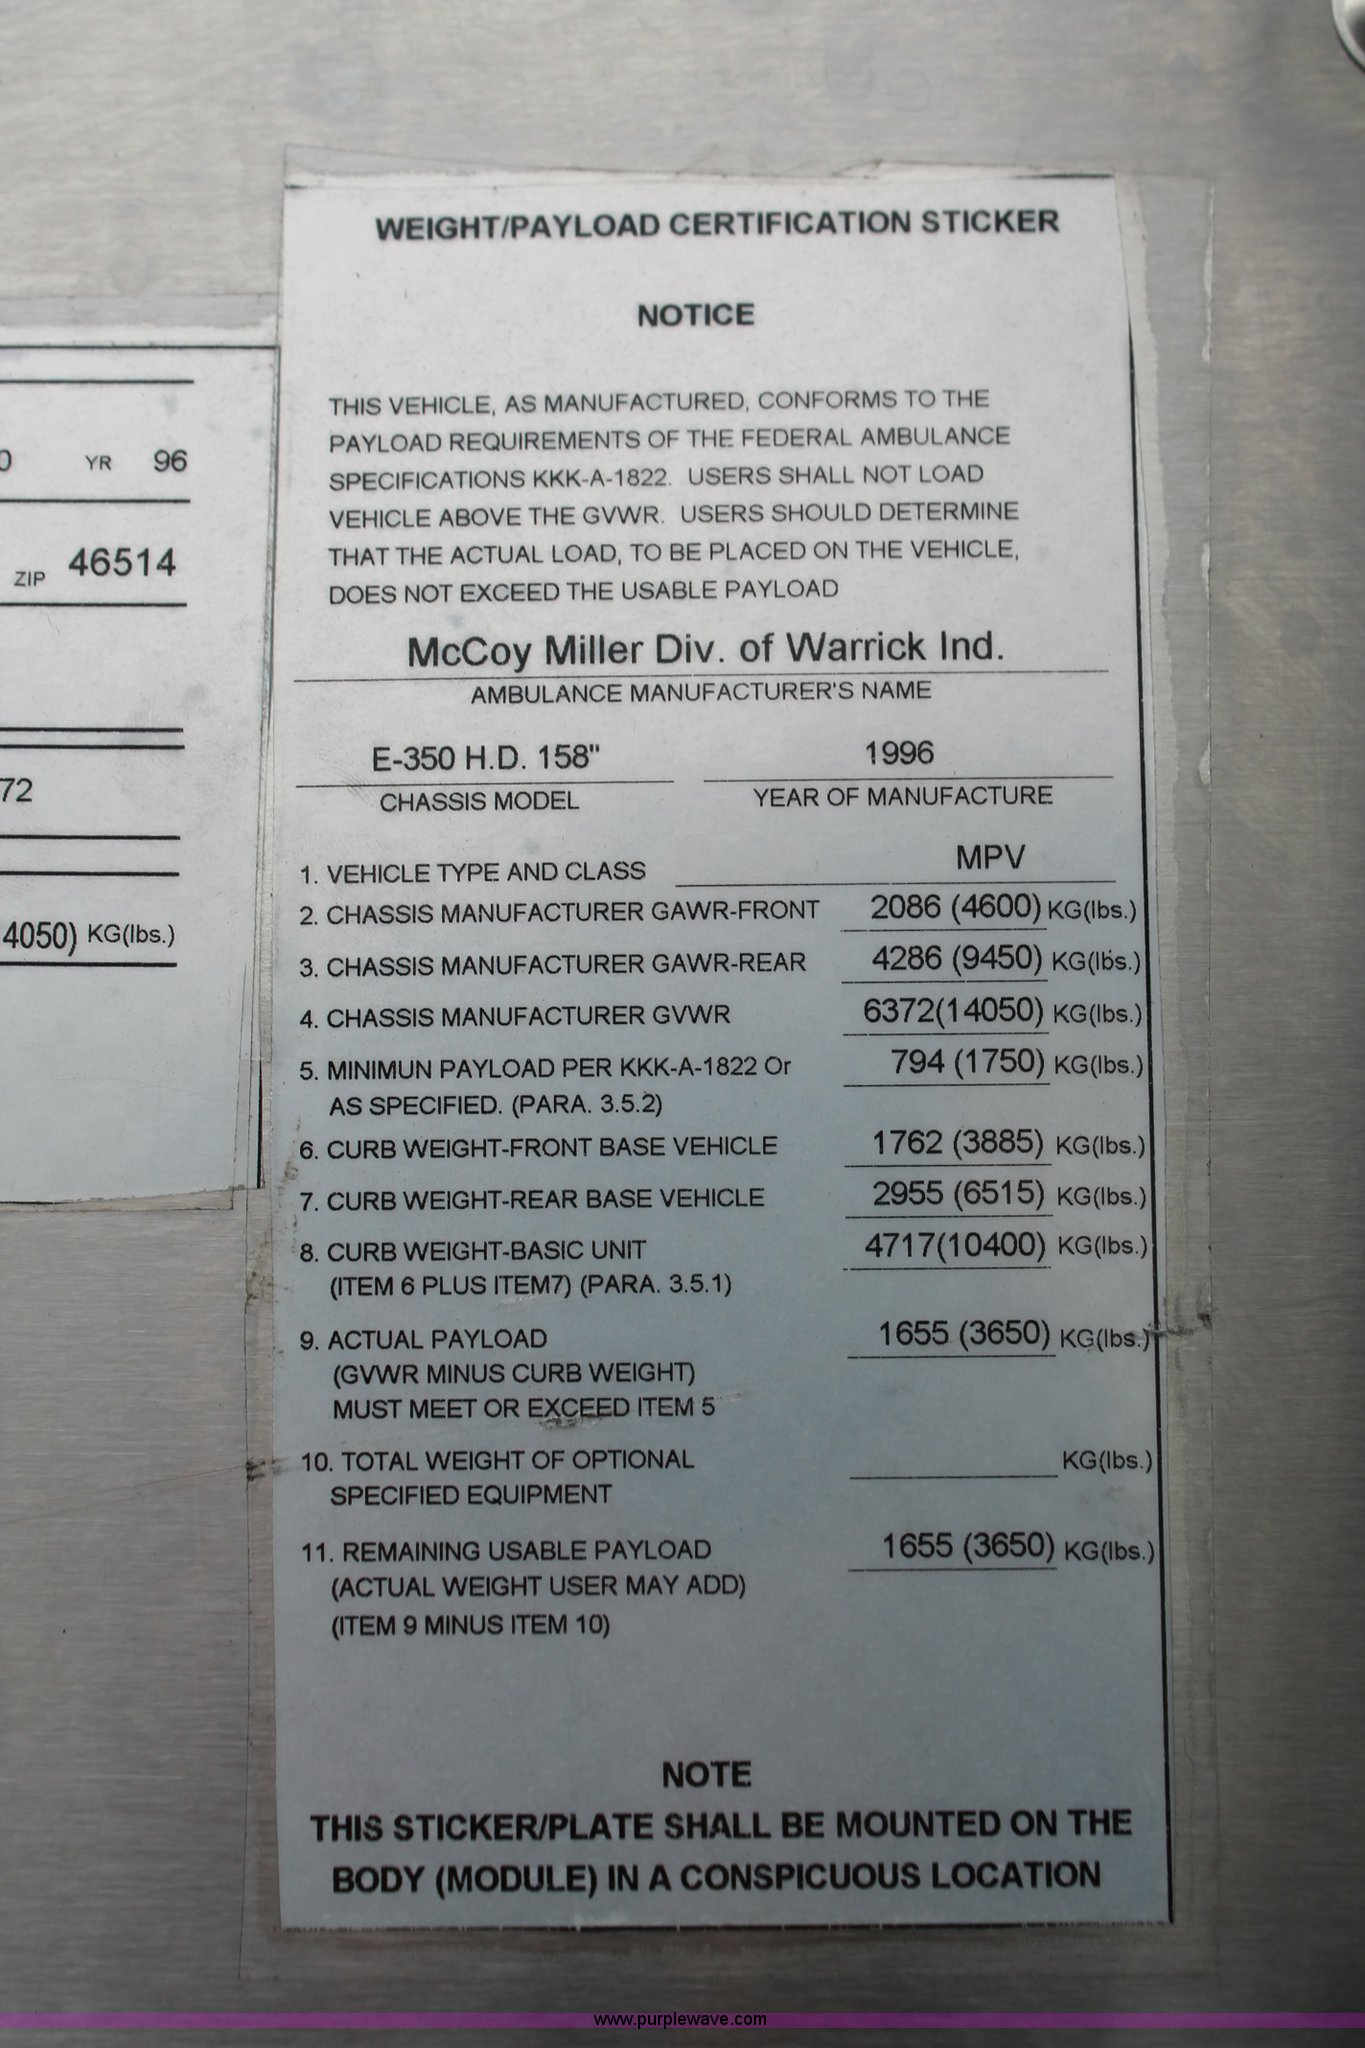 WEIGHT/PAYLOAD CERTIFICATION STICKER
NOTICE
THIS VEHICLE, AS MANUFACTURED, CONFORMS TO THE
PAYLOAD REQUIREMENTS OF THE FEDERAL AMBULANCE
SPECIFICATIONS KKK-A-1822. USERS SHALL NOT LOAD
VEHICLE ABOVE THE GVWR. USERS SHOULD DETERMINE
THAT THE ACTUAL LOAD, TO BE PLACED ON THE VEHICLE,
DOES NOT EXCEED THE USABLE PAYLOAD
McCoy Miller Div. of Warrick Ind.
AMBULANCE MANUFACTURER'S NAME
E-350 H.D. 158" 1996
CHASSIS MODEL YEAR OF MANUFACTURE
1. VEHICLE TYPE AND CLASS MPV
2. CHASSIS MANUFACTURER GAWR-FRONT 2086 (4600) KG(lbs.)
3. CHASSIS MANUFACTURER GAWR-REAR 4286 (9450) KG(lbs.)
4. CHASSIS MANUFACTURER GVWR 6372(14050) KG(lbs.)
5. MINIMUN PAYLOAD PER KKK-A-1822 Or 794 (1750) KG(lbs.)
AS SPECIFIED. (PARA. 3.5.2)
6. CURB WEIGHT-FRONT BASE VEHICLE 1762 (3885) KG(lbs.)
7. CURB WEIGHT-REAR BASE VEHICLE 2955 (6515) KG(lbs.)
8. CURB WEIGHT-BASIC UNIT 4717(10400) KG(lbs.)
(ITEM 6 PLUS ITEM7) (PARA. 3.5.1)
9. ACTUAL PAYLOAD 1655 (3650) KG(lbs.)
(GVWR MINUS CURB WEIGHT)
MUST MEET OR EXCEED ITEM 5
10. TOTAL WEIGHT OF OPTIONAL KG(lbs.)
SPECIFIED EQUIPMENT
11. REMAINING USABLE PAYLOAD 1655 (3650) KG(lbs.)
(ACTUAL WEIGHT USER MAY ADD)
(ITEM 9 MINUS ITEM 10)
NOTE
THIS STICKER/PLATE SHALL BE MOUNTED ON THE
BODY (MODULE) IN A CONSPICUOUS LOCATION
0 YR 96
ZIP 46514
72
4050) KG(lbs.)
www.purplewave.com